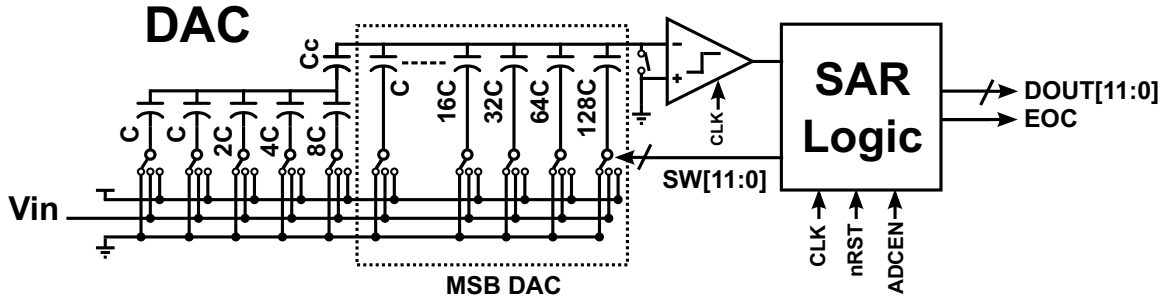 DAC
Cc
C
C
2C
4C
8C
C
16C
32C
64C
128C
−
+
CLK
SAR
Logic
DOUT[11:0]
EOC
SW[11:0]
Vin
CLK
nRST
ADCEN
MSB DAC